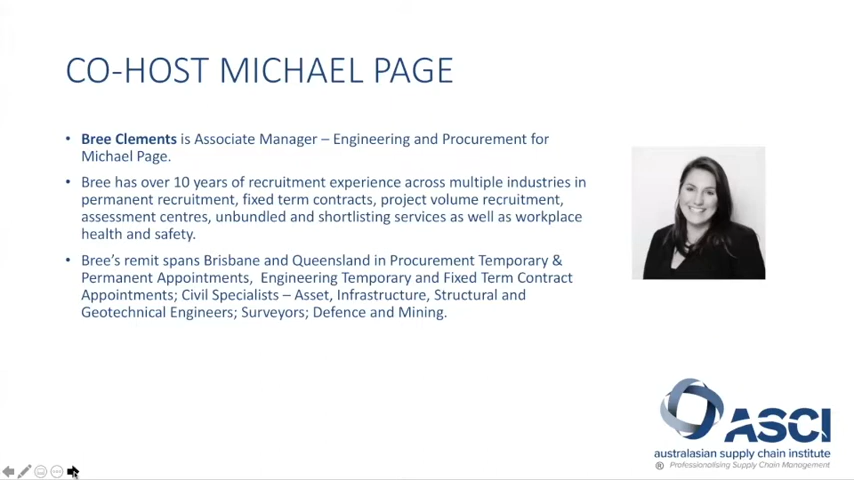 CO-HOST MICHAEL PAGE
• Bree Clements is Associate Manager – Engineering and Procurement for
Michael Page.
• Bree has over 10 years of recruitment experience across multiple industries in
permanent recruitment, fixed term contracts, project volume recruitment,
assessment centres, unbundled and shortlisting services as well as workplace
health and safety.
• Bree's remit spans Brisbane and Queensland in Procurement Temporary &
Permanent Appointments, Engineering Temporary and Fixed Term Contract
Appointments; Civil Specialists – Asset, Infrastructure, Structural and
Geotechnical Engineers; Surveyors; Defence and Mining.
ASCI
australasian supply chain institute
® Professionalising Supply Chain Management